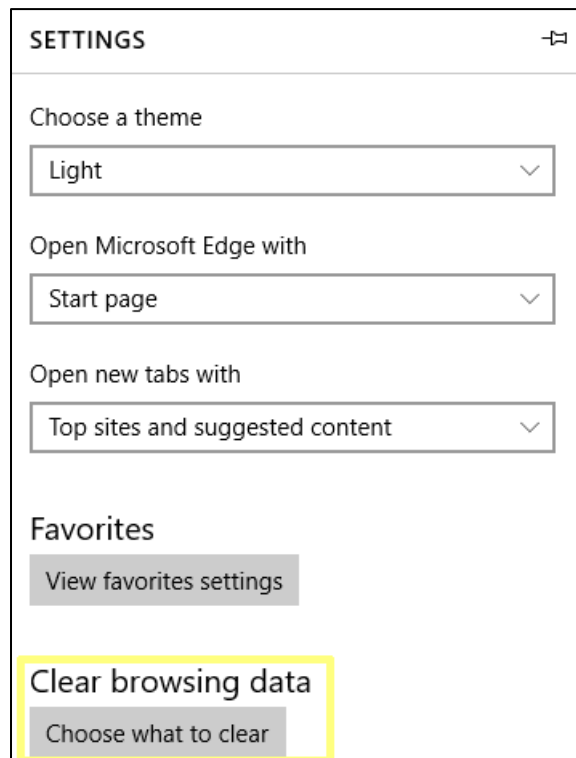 SETTINGS
Choose a theme
Light
Open Microsoft Edge with
Start page
Open new tabs with
Top sites and suggested content
Favorites
View favorites settings
Clear browsing data
Choose what to clear